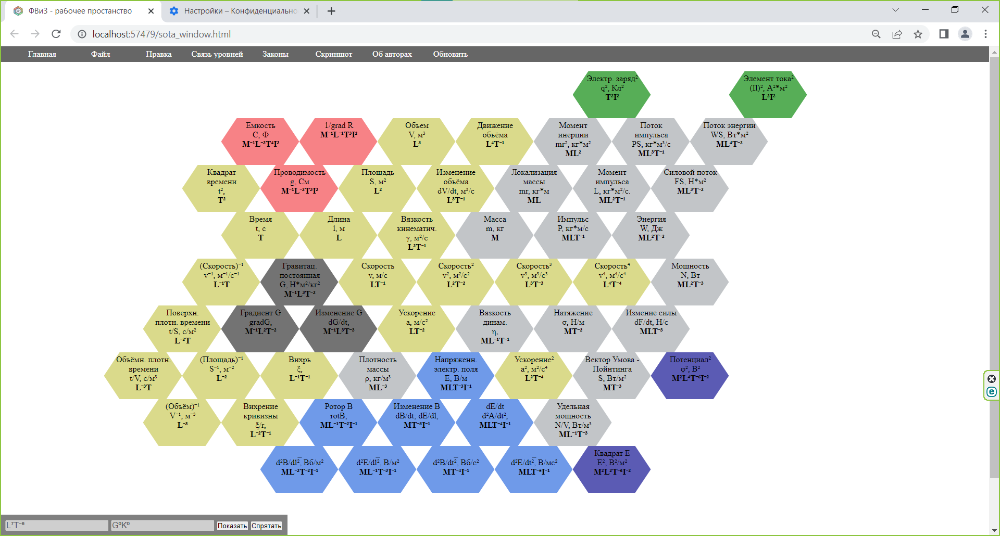 ФВиЗ - рабочее простанство
Настройки – Конфиденциально
localhost:57479/sota_window.html
Главная Файл Правка Связь уровней Законы Скриншот Об авторах Обновить
Электр. заряд²
q², Кл²
T²I²
Элемент тока²
(Il)², А²*м²
L²I²
Емкость
С, Ф
M⁻¹L⁻²T⁴I²
1/grad R
M⁻¹L⁻¹T³I²
Объем
V, м³
L³
Движение
объёма
L⁴T⁻¹
Момент
инерции
mr², кг*м²
ML²
Поток
импульса
PS, кг*м³/с
ML³T⁻¹
Поток энергии
WS, Вт*м²
ML⁴T⁻²
Квадрат
времени
t²,
T²
Проводимость
g, См
M⁻¹L⁻²T³I²
Площадь
S, м²
L²
Изменение
объёма
dV/dt, м³/с
L³T⁻¹
Локализация
массы
mr, кг*м
ML
Момент
импульса
L, кг*м²/с.
ML²T⁻¹
Силовой поток
FS, Н*м²
ML³T⁻²
Время
t, с
T
Длина
l, м
L
Вязкость
кинематич.
γ, м²/с
L²T⁻¹
Масса
m, кг
M
Импульс
P, кг*м/с
MLT⁻¹
Энергия
W, Дж
ML²T⁻²
(Скорость)⁻¹
v⁻¹, м⁻¹/с⁻¹
L⁻¹T
Гравитац.
постоянная
G, Н*м²/кг²
M⁻¹L³T⁻²
Скорость
v, м/с
LT⁻¹
Скорость²
v², м²/с²
L²T⁻²
Скорость³
v³, м³/с³
L³T⁻³
Скорость⁴
v⁴, м⁴/с⁴
L⁴T⁻⁴
Мощность
N, Вт
ML²T⁻³
Поверхн.
плотн. времени
t/S, с/м²
L⁻²T
Градиент G
gradG,
M⁻¹L²T⁻²
Изменение G
dG/dt,
M⁻¹L³T⁻³
Ускорение
a, м/с²
LT⁻²
Вязкость
динам.
η,
ML⁻¹T⁻¹
Натяжение
σ, Н/м
MT⁻²
Измение силы
dF/dt, Н/с
MLT⁻³
Объёмн. плотн.
времени
t/V, с/м³
L⁻³T
(Площадь)⁻¹
S⁻¹, м⁻²
L⁻²
Вихрь
ξ,
L⁻¹T⁻¹
Плотность
массы
ρ, кг/м³
ML⁻³
Напряженн.
электр. поля
E, В/м
MLT⁻³I⁻¹
Ускорение²
a², м²/с⁴
L²T⁻⁴
Вектор Умова -
Пойнтинга
S, Вт/м²
MT⁻³
Потенциал²
φ², В²
M²L⁴T⁻⁶I⁻²
(Объём)⁻¹
V⁻¹, м⁻³
L⁻³
Вихрение
кривизны
ξ/r,
L⁻²T⁻¹
Ротор B
rotB,
ML⁻¹T⁻²I⁻¹
Изменение B
dB/dt; dE/dl,
MT⁻³I⁻¹
dE/dt
d²A/dt²,
MLT⁻⁴I⁻¹
Удельная
мощность
N/V, Вт/м³
ML⁻¹T⁻³
_
d²B/dl², Вб/м²
ML⁻²T⁻²I⁻¹
_
d²E/dl², В/м²
ML⁻¹T⁻³I⁻¹
_
d²B/dt², Вб/с²
MT⁻⁴I⁻¹
_
d²E/dt², В/мс²
MLT⁻⁵I⁻¹
Квадрат E
E², В²/м²
M²L²T⁻⁶I⁻²
L⁷T⁻⁶ G⁰K⁰ Показать Спрятать